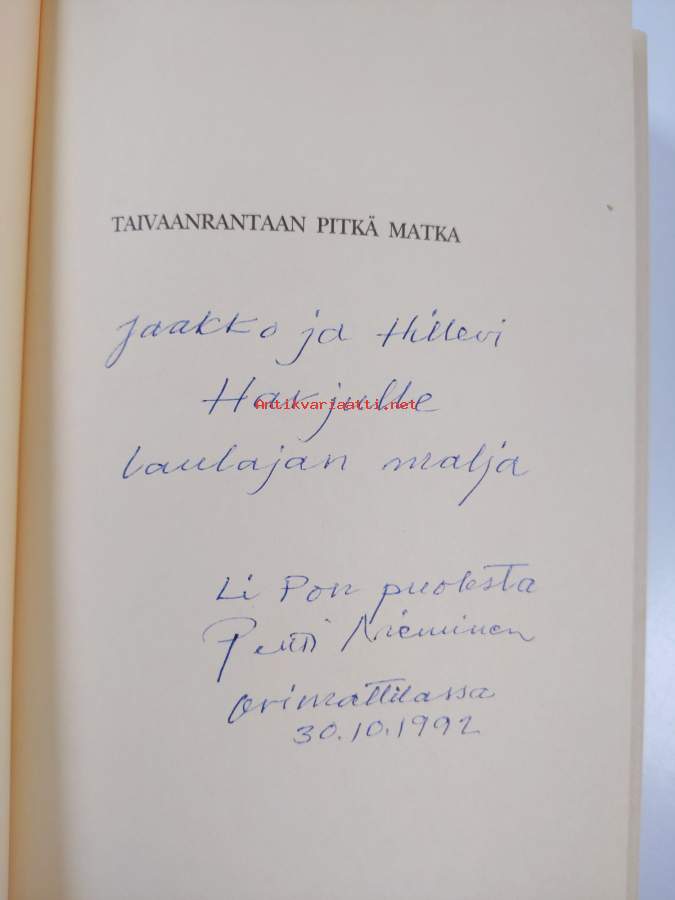 TAIVAANRANTAAN PITKÄ MATKA
Jaakko ja Hillevi
Harjulle
Antikvariaatti.net
laulajan malja
Li Pon puolesta
Pertti Nieminen
Orimattilassa
30.10.1992